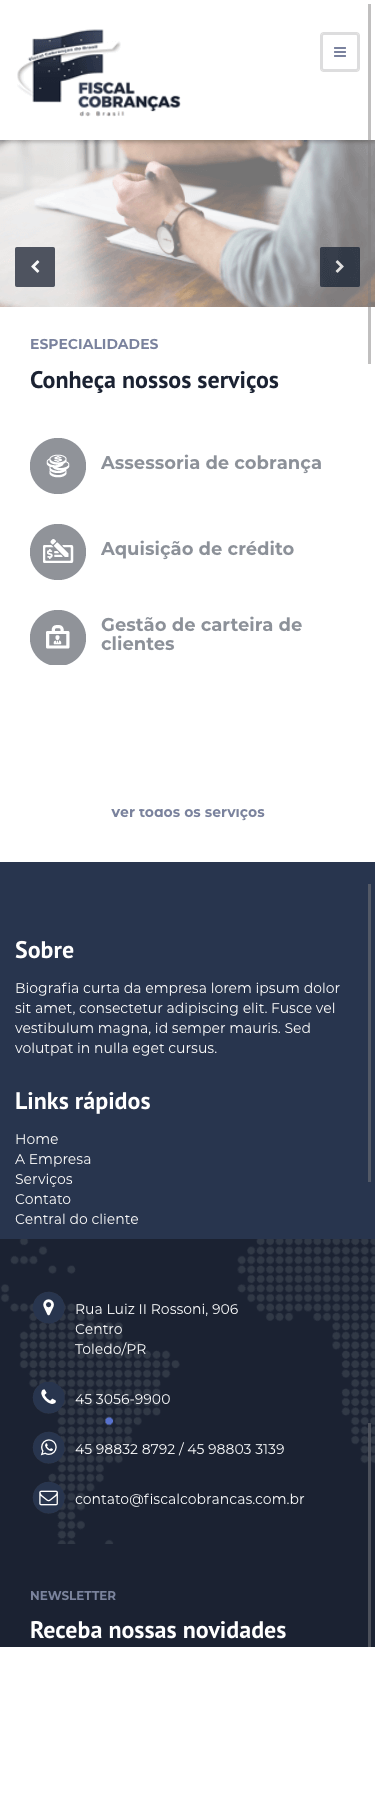 Fiscal Cobranças do Brasil
FISCAL
COBRANÇAS
do Brasil
ESPECIALIDADES
Conheça nossos serviços
Assessoria de cobrança
Aquisição de crédito
Gestão de carteira de
clientes
Ver todos os serviços
Sobre
Biografia curta da empresa lorem ipsum dolor
sit amet, consectetur adipiscing elit. Fusce vel
vestibulum magna, id semper mauris. Sed
volutpat in nulla eget cursus.
Links rápidos
Home
A Empresa
Serviços
Contato
Central do cliente
Rua Luiz II Rossoni, 906
Centro
Toledo/PR
45 3056-9900
45 98832 8792 / 45 98803 3139
contato@fiscalcobrancas.com.br
NEWSLETTER
Receba nossas novidades